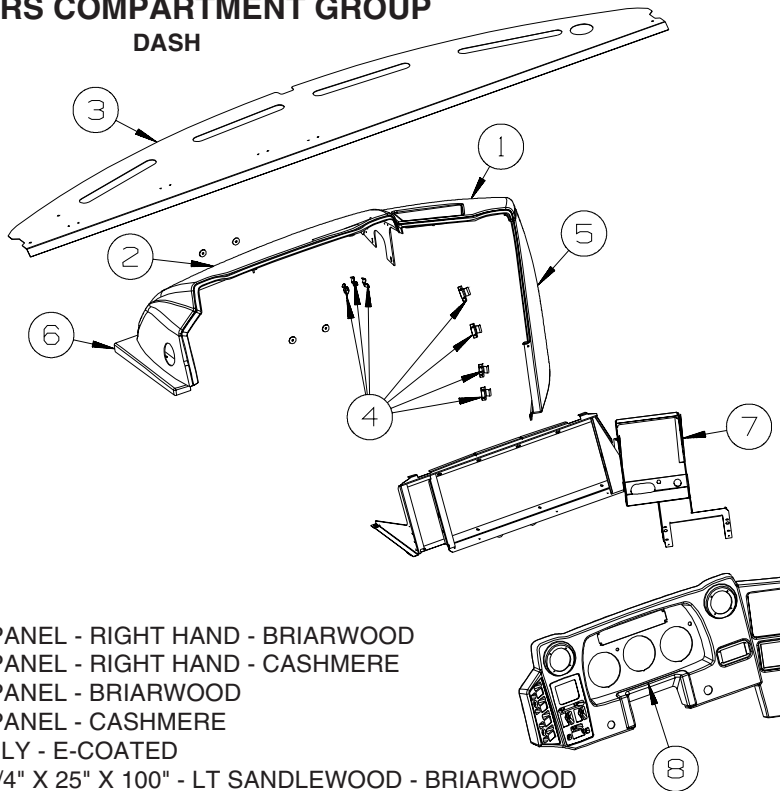 RS COMPARTMENT GROUP
DASH
3
1
2
5
6
4
7
PANEL - RIGHT HAND - BRIARWOOD
PANEL - RIGHT HAND - CASHMERE
PANEL - BRIARWOOD
PANEL - CASHMERE
LY - E-COATED
/4" X 25" X 100" - LT SANDLEWOOD - BRIARWOOD
8